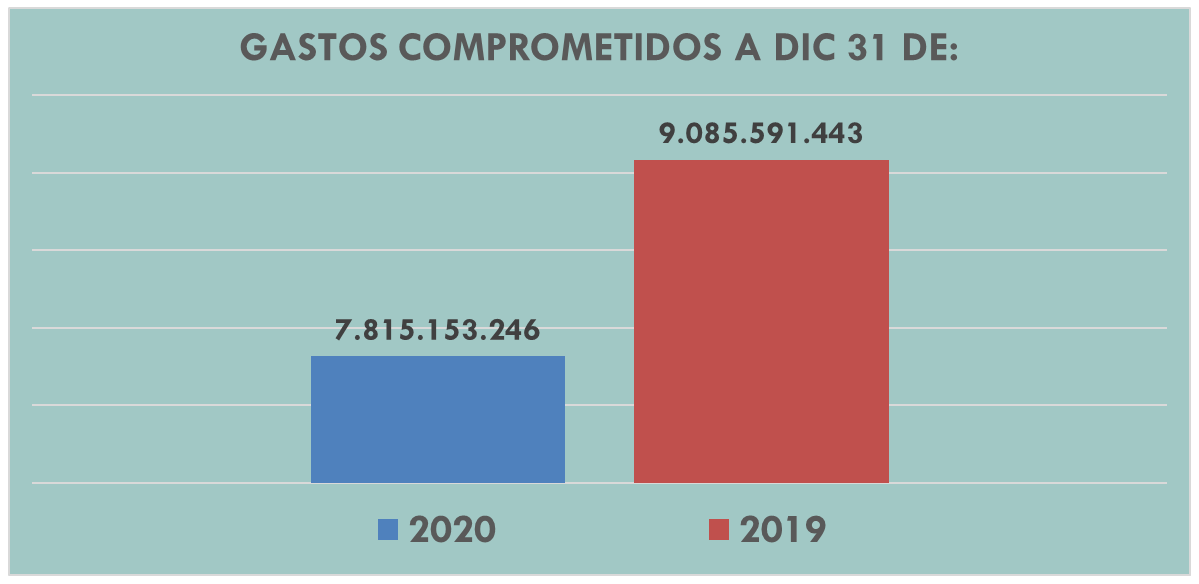 GASTOS COMPROMETIDOS A DIC 31 DE:
9.085.591.443
7.815.153.246
2020 2019